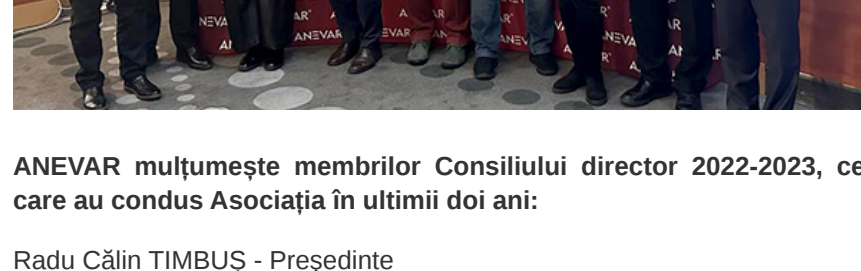 ANEVAR
ANEVAR mulțumește membrilor Consiliului director 2022-2023, ce
care au condus Asociația în ultimii doi ani:
Radu Călin TIMBUȘ - Președinte